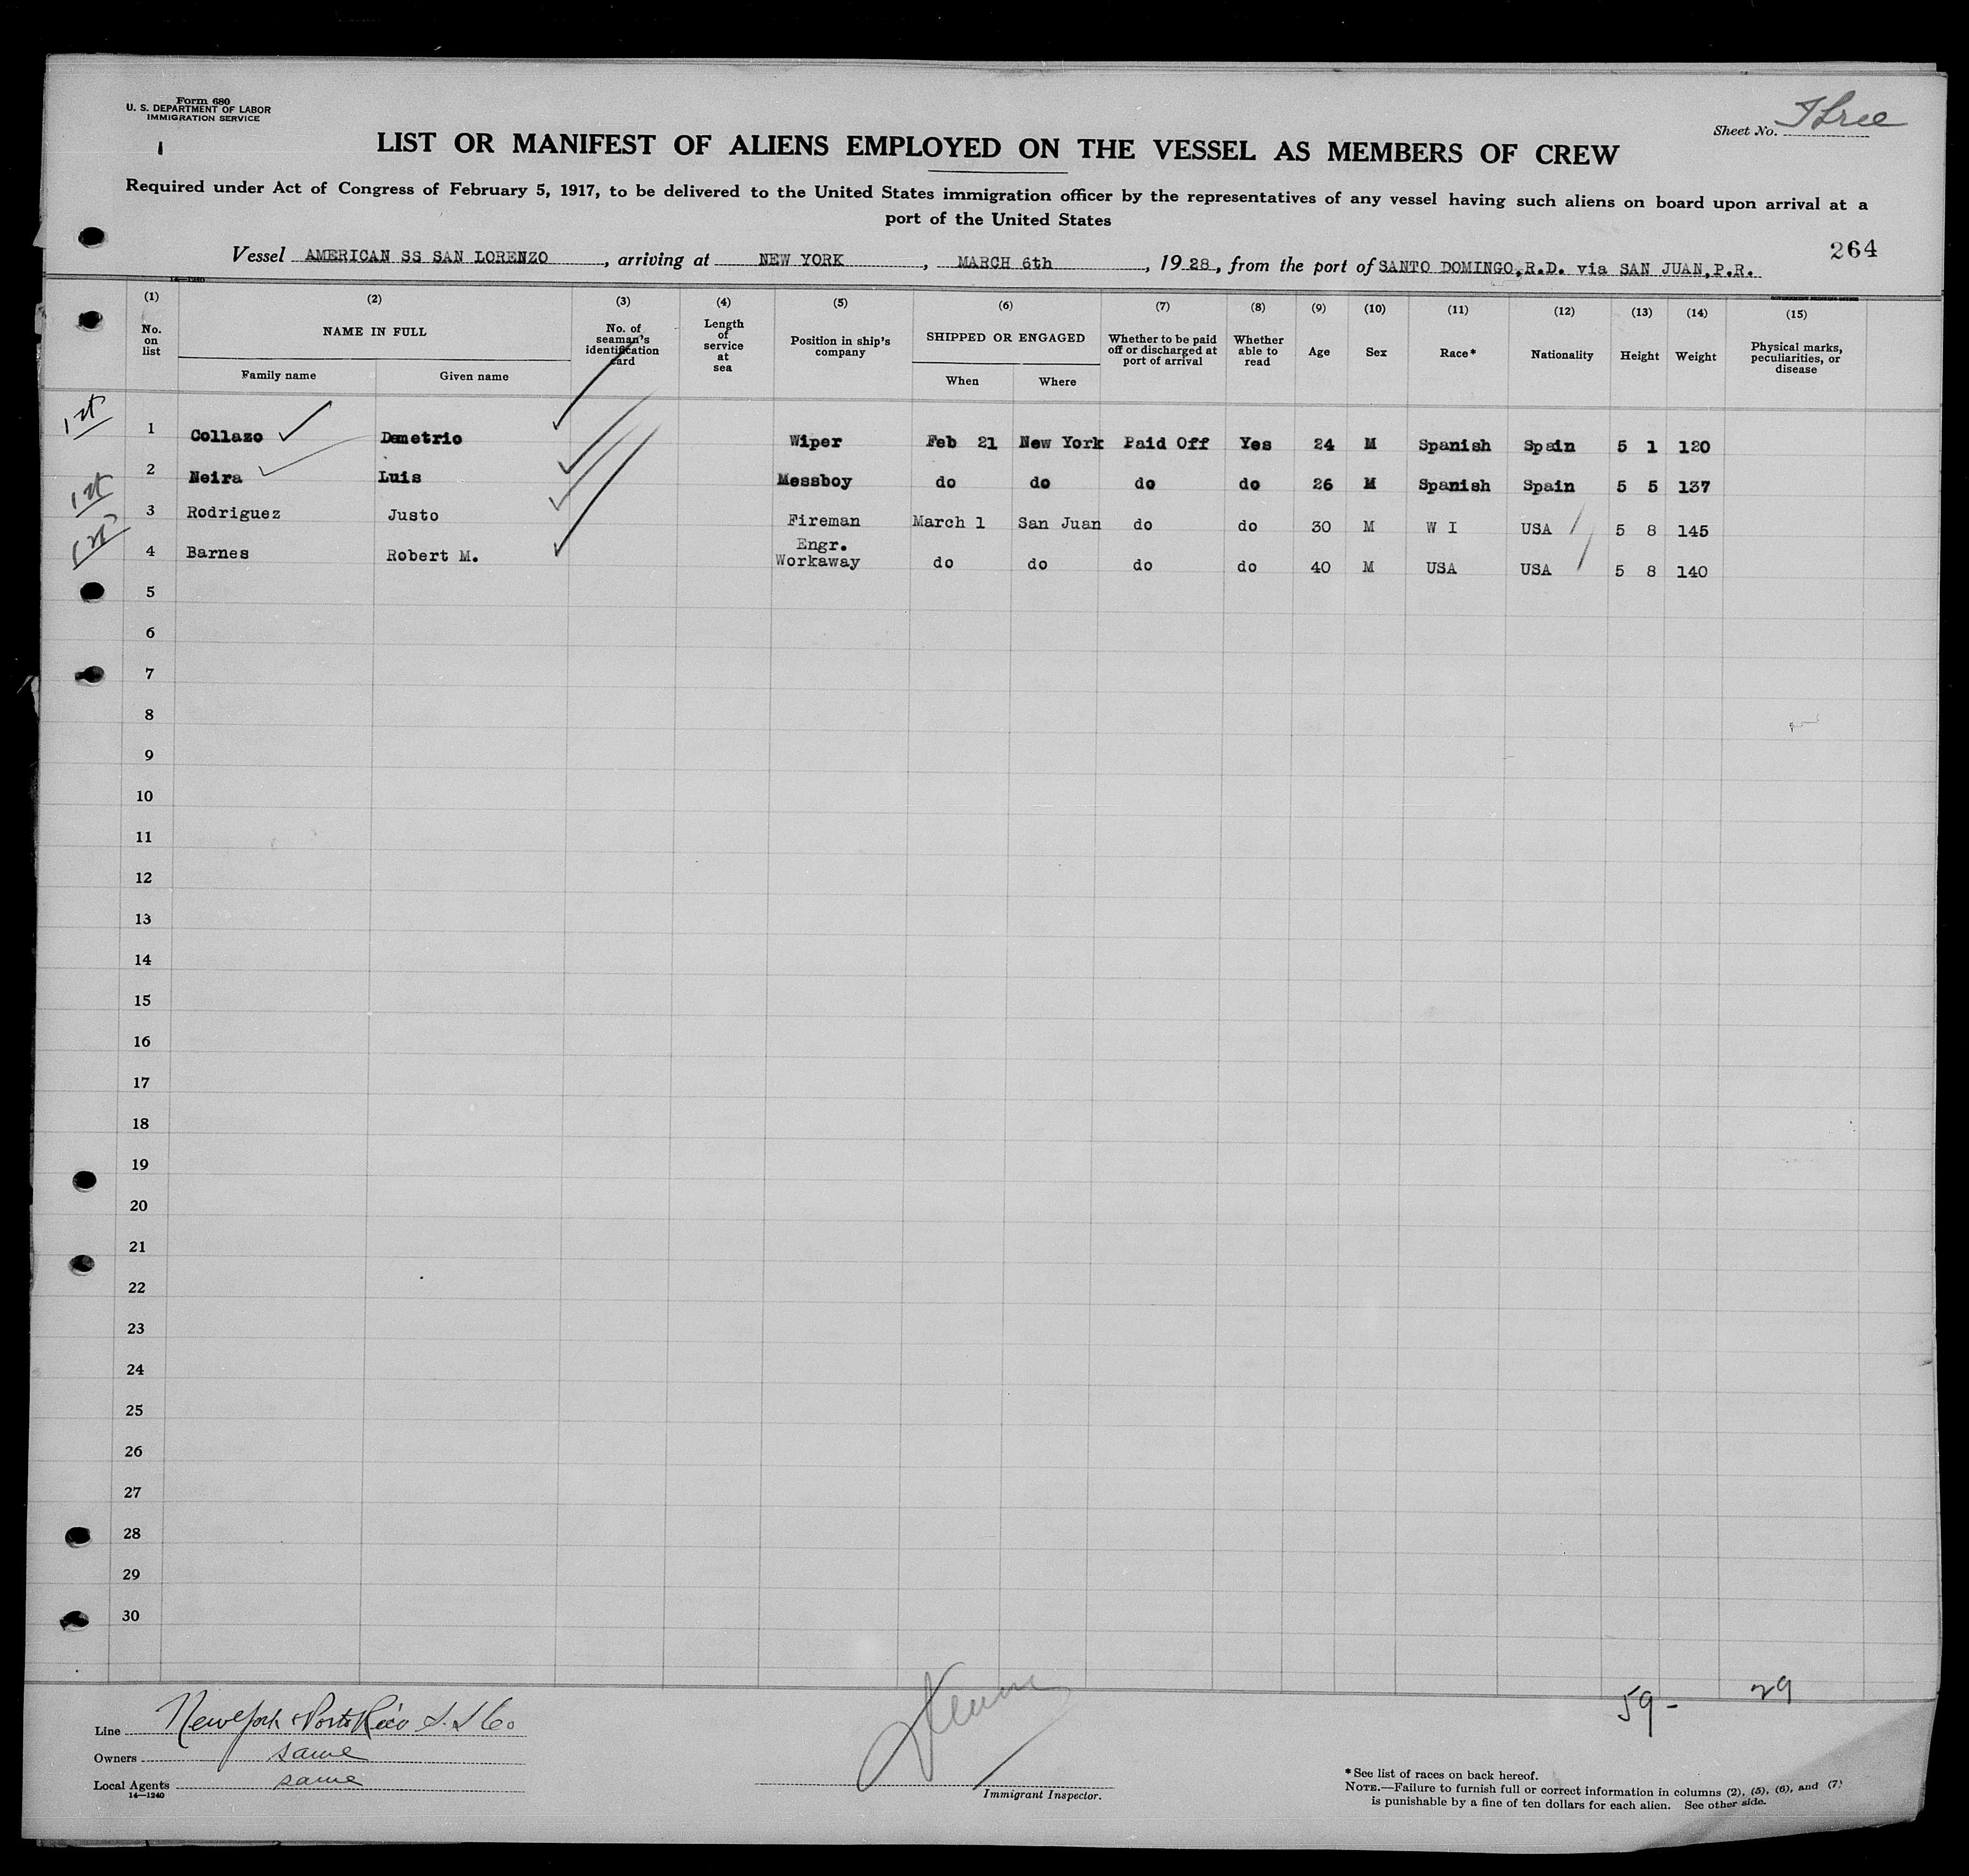 Form 680
U. S. DEPARTMENT OF LABOR
IMMIGRATION SERVICE
Sheet No. Three
LIST OR MANIFEST OF ALIENS EMPLOYED ON THE VESSEL AS MEMBERS OF CREW
Required under Act of Congress of February 5, 1917, to be delivered to the United States immigration officer by the representatives of any vessel having such aliens on board upon arrival at a
port of the United States
264
Vessel AMERICAN SS SAN LORENZO, arriving at NEW YORK, MARCH 6th, 1928, from the port of SANTO DOMINGO,R.D. via SAN JUAN,P.R.
(1) (2) (3) (4) (5) (6) (7) (8) (9) (10) (11) (12) (13) (14) (15)
No. on list
NAME IN FULL
Family name Given name
No. of seaman's identification card
Length of service at sea
Position in ship's company
SHIPPED OR ENGAGED
When Where
Whether to be paid off or discharged at port of arrival
Whether able to read
Age
Sex
Race*
Nationality
Height
Weight
Physical marks, peculiarities, or disease
1st 1 Collazo Demetrio Wiper Feb 21 New York Paid Off Yes 24 M Spanish Spain 5 1 120
2 Neira Luis Messboy do do do do 26 M Spanish Spain 5 5 137
1st 3 Rodriguez Justo Fireman March 1 San Juan do do 30 M W I USA 5 8 145
1st 4 Barnes Robert M. Engr. Workaway do do do do 40 M USA USA 5 8 140
5
6
7
8
9
10
11
12
13
14
15
16
17
18
19
20
21
22
23
24
25
26
27
28
29
30
59- 29
Line New York & Porto Rico S.S Co
Owners same
Local Agents same
14—1240
Immigrant Inspector.
*See list of races on back hereof.
NOTE.—Failure to furnish full or correct information in columns (2), (5), (6), and (7)
is punishable by a fine of ten dollars for each alien. See other side.